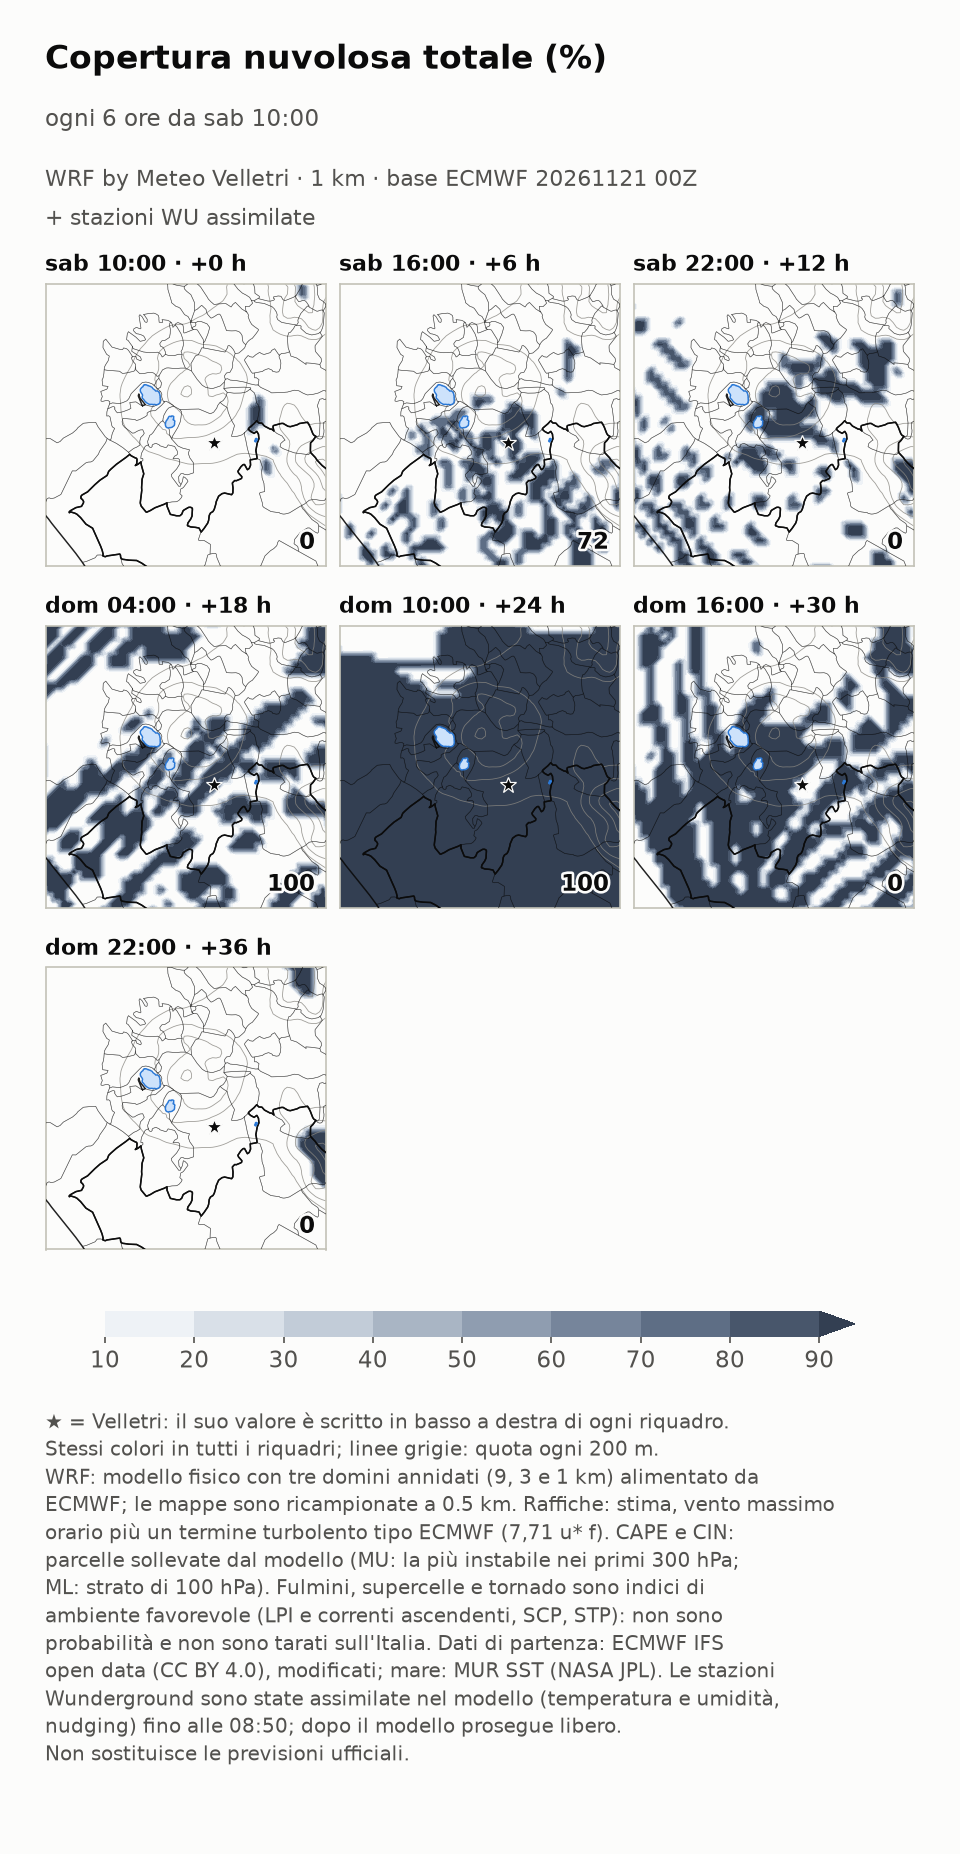 Copertura nuvolosa totale (%)
ogni 6 ore da sab 10:00
WRF by Meteo Velletri · 1 km · base ECMWF 20261121 00Z
+ stazioni WU assimilate
sab 10:00 · +0 h
sab 16:00 · +6 h
sab 22:00 · +12 h
0
72
0
dom 04:00 · +18 h
dom 10:00 · +24 h
dom 16:00 · +30 h
100
100
0
dom 22:00 · +36 h
0
10 20 30 40 50 60 70 80 90
★ = Velletri: il suo valore è scritto in basso a destra di ogni riquadro.
Stessi colori in tutti i riquadri; linee grigie: quota ogni 200 m.
WRF: modello fisico con tre domini annidati (9, 3 e 1 km) alimentato da
ECMWF; le mappe sono ricampionate a 0.5 km. Raffiche: stima, vento massimo
orario più un termine turbolento tipo ECMWF (7,71 u* f). CAPE e CIN:
parcelle sollevate dal modello (MU: la più instabile nei primi 300 hPa;
ML: strato di 100 hPa). Fulmini, supercelle e tornado sono indici di
ambiente favorevole (LPI e correnti ascendenti, SCP, STP): non sono
probabilità e non sono tarati sull'Italia. Dati di partenza: ECMWF IFS
open data (CC BY 4.0), modificati; mare: MUR SST (NASA JPL). Le stazioni
Wunderground sono state assimilate nel modello (temperatura e umidità,
nudging) fino alle 08:50; dopo il modello prosegue libero.
Non sostituisce le previsioni ufficiali.